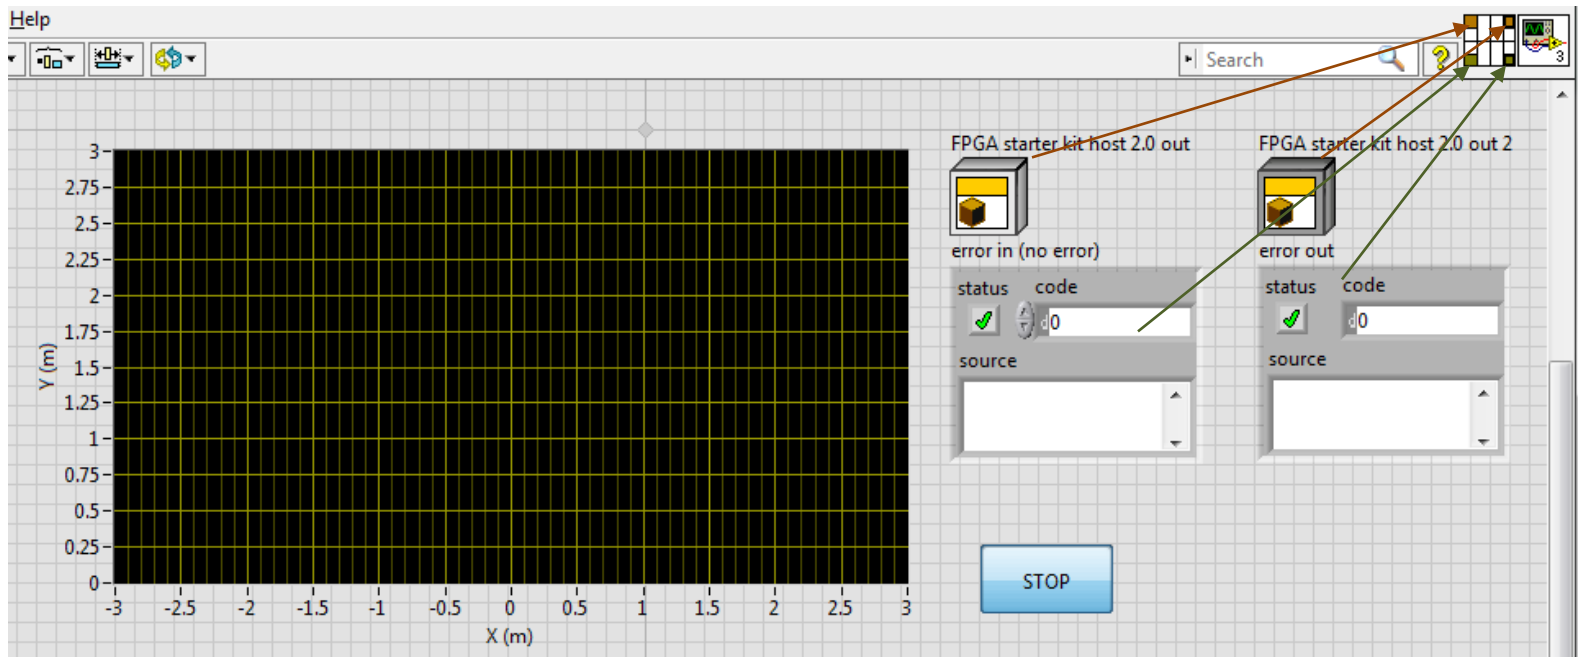 Help
Search
3
FPGA starter kit host 2.0 out
FPGA starter kit host 2.0 out 2
error in (no error)
error out
status code
d0
source
status code
d0
source
STOP
3
2.75
2.5
2.25
2
1.75
1.5
1.25
1
0.75
0.5
0.25
0
Y (m)
-3 -2.5 -2 -1.5 -1 -0.5 0 0.5 1 1.5 2 2.5 3
X (m)